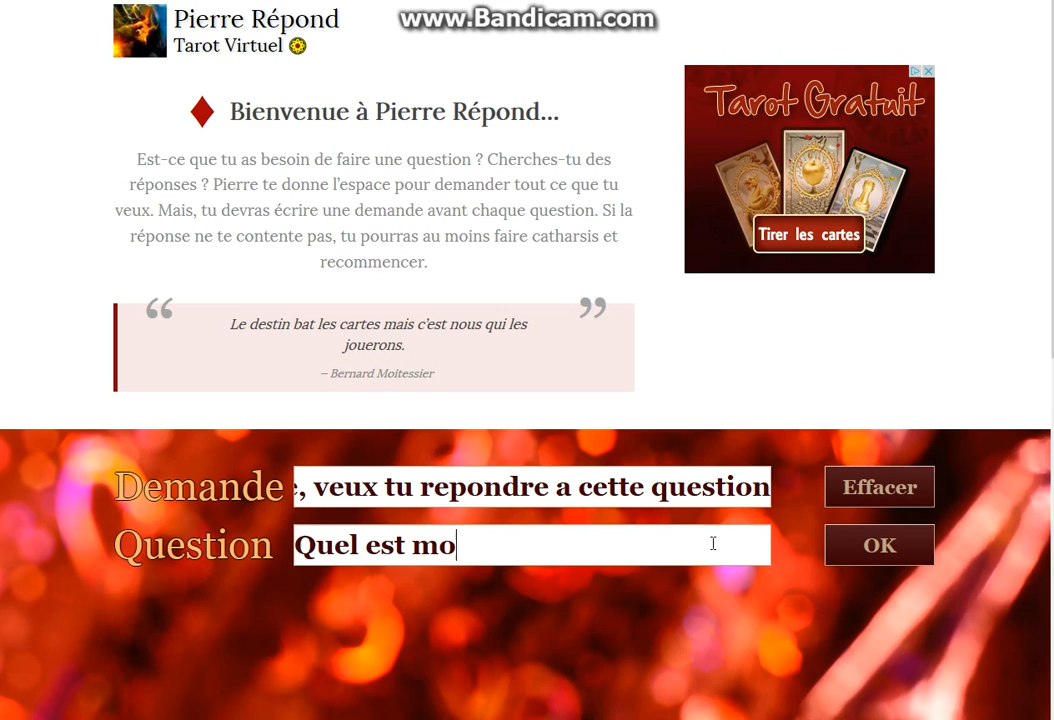 www.Bandicam.com
Pierre Répond
Tarot Virtuel
Bienvenue à Pierre Répond...
Est-ce que tu as besoin de faire une question ? Cherches-tu des
réponses ? Pierre te donne l’espace pour demander tout ce que tu
veux. Mais, tu devras écrire une demande avant chaque question. Si la
réponse ne te contente pas, tu pourras au moins faire catharsis et
recommencer.
Tarot Gratuit
Tirer les cartes
“ ”
Le destin bat les cartes mais c’est nous qui les
jouerons.
– Bernard Moitessier
Demande e, veux tu repondre a cette question Effacer
Question Quel est mo OK